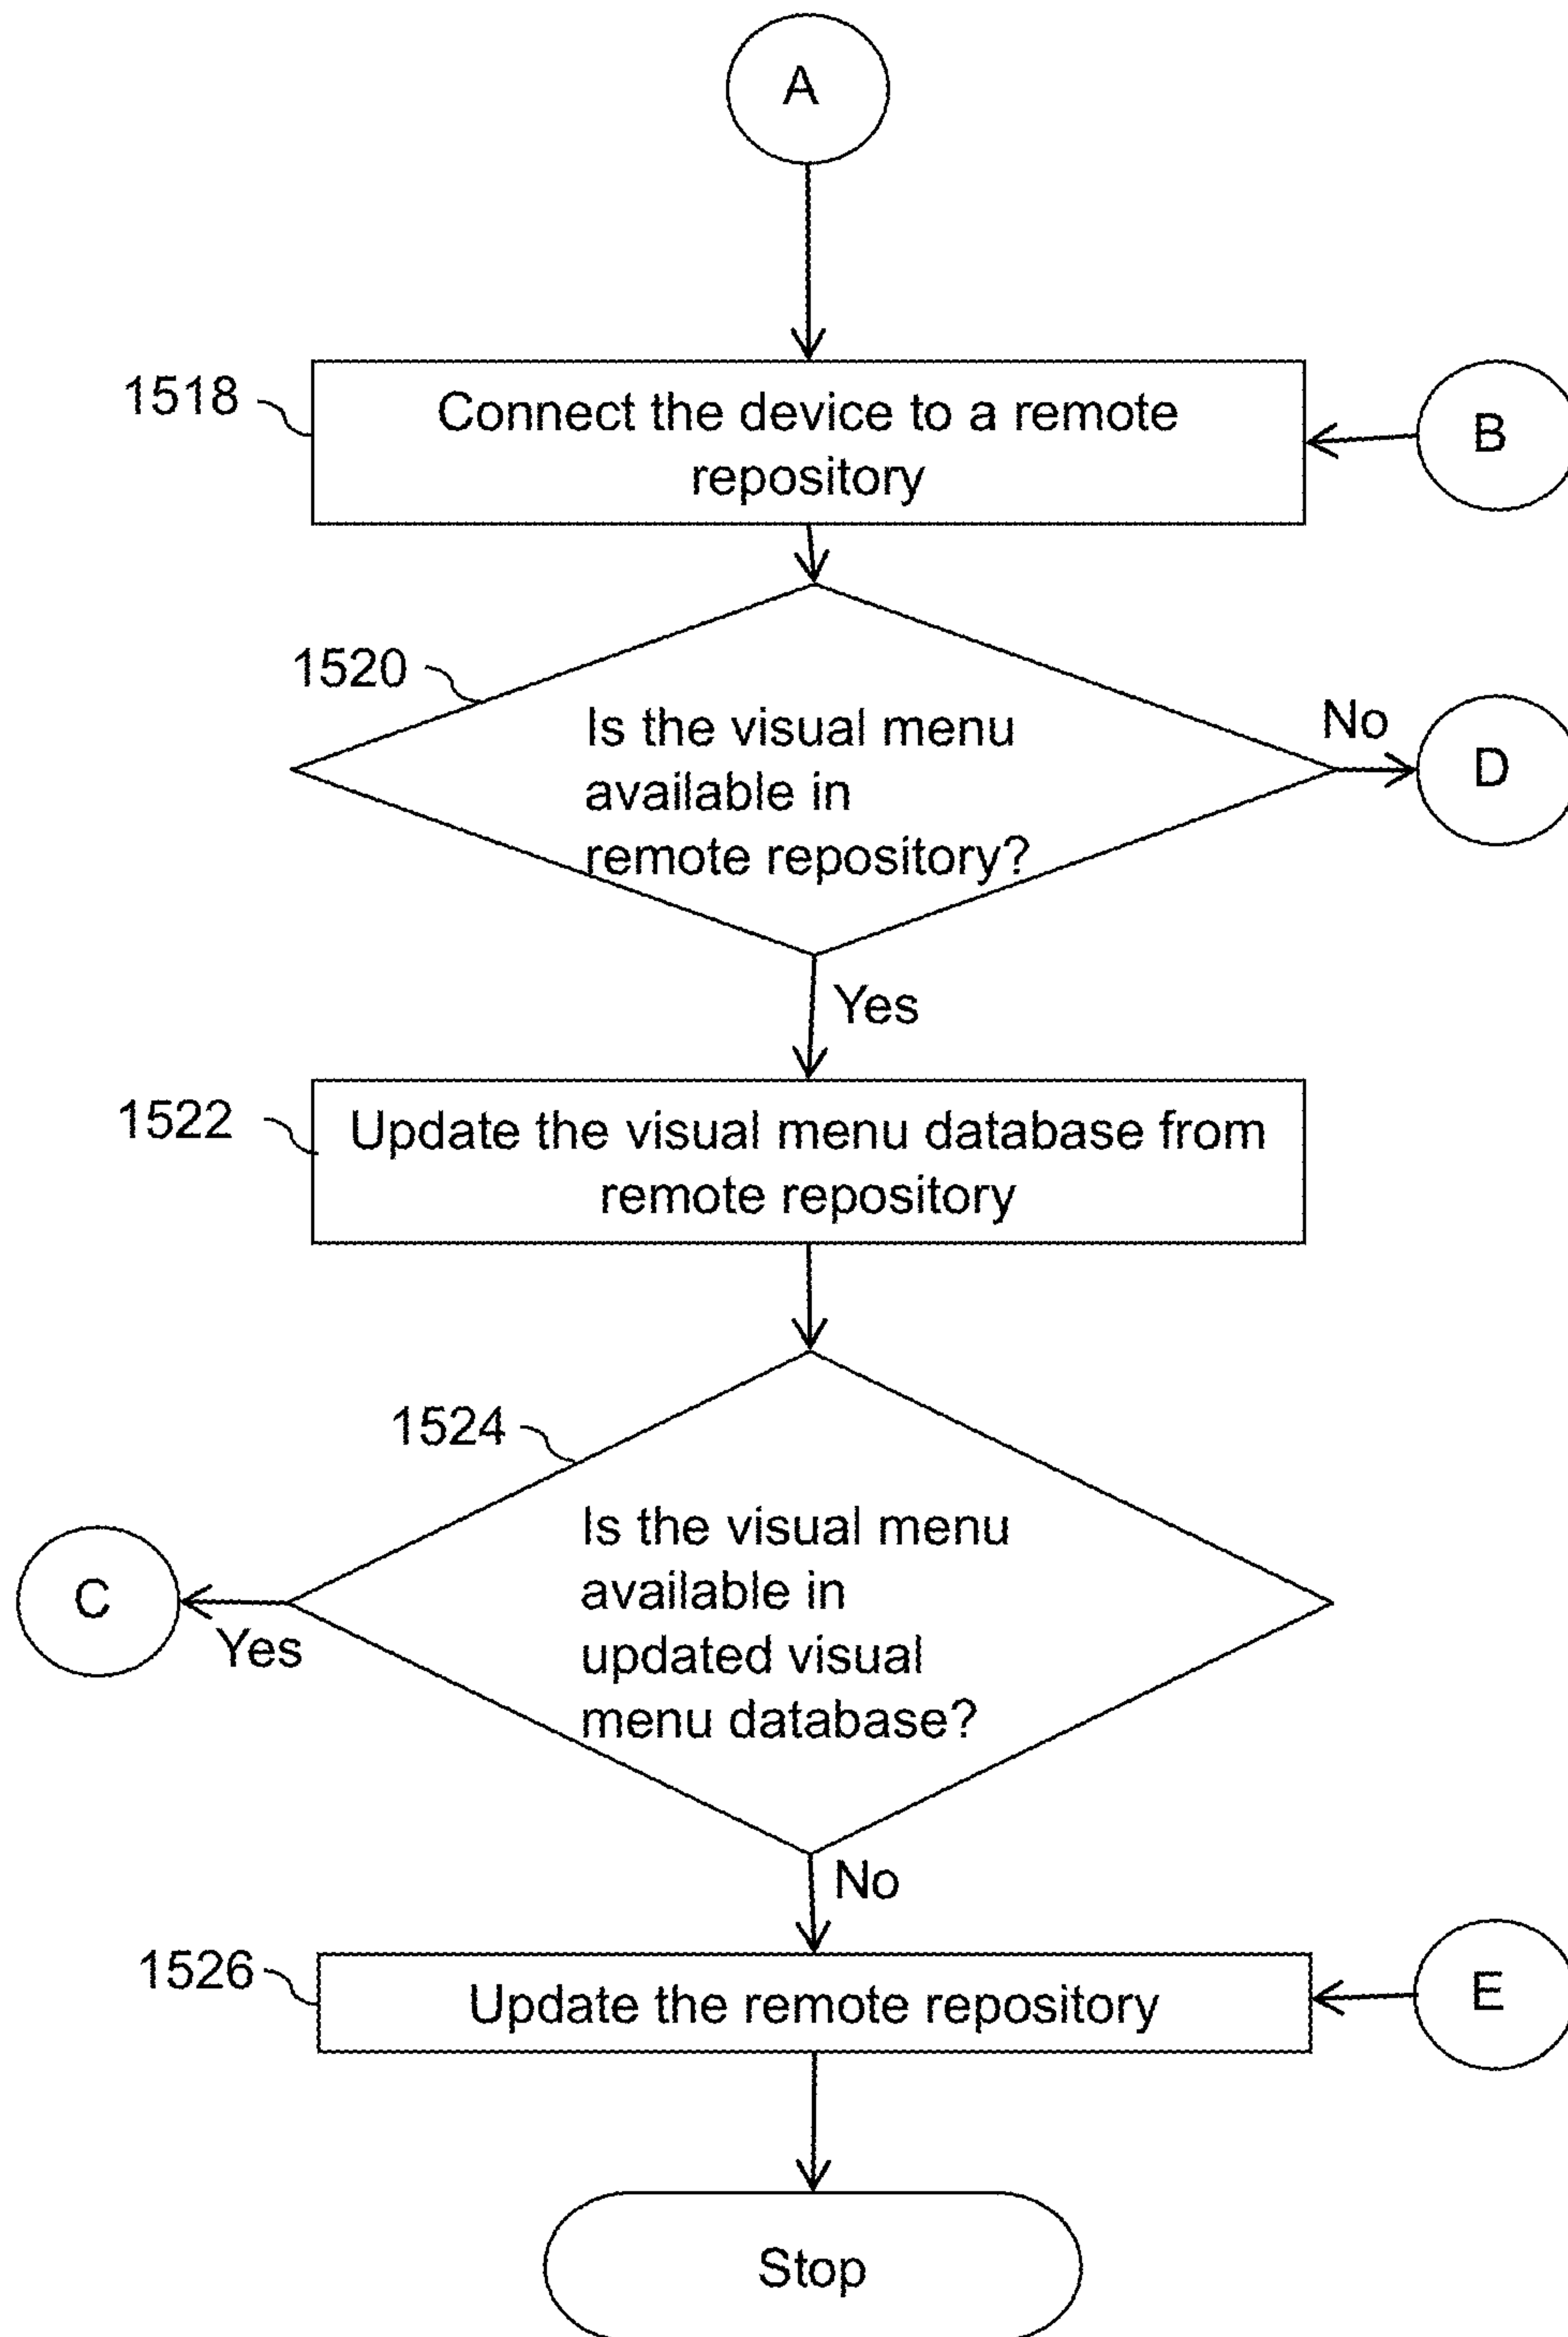 A
1518
Connect the device to a remote
repository
B
1520
Is the visual menu
available in
remote repository?
No
D
Yes
1522
Update the visual menu database from
remote repository
1524
Is the visual menu
available in
updated visual
menu database?
C
Yes
No
1526
Update the remote repository
E
Stop